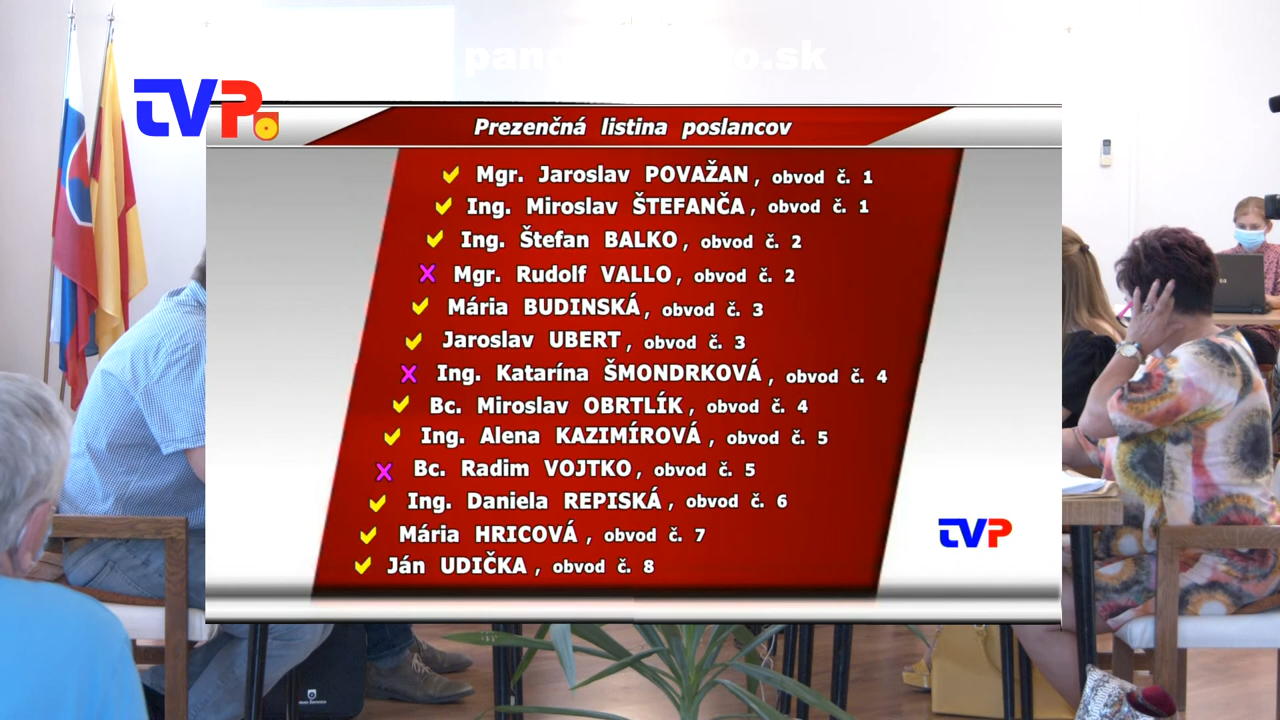 TVP
Prezenčná listina poslancov
Mgr. Jaroslav POVAŽAN, obvod č. 1
Ing. Miroslav ŠTEFANČA, obvod č. 1
Ing. Štefan BALKO, obvod č. 2
Mgr. Rudolf VALLO, obvod č. 2
Mária BUDINSKÁ, obvod č. 3
Jaroslav UBERT, obvod č. 3
Ing. Katarína ŠMONDRKOVÁ, obvod č. 4
Bc. Miroslav OBRTLÍK, obvod č. 4
Ing. Alena KAZIMÍROVÁ, obvod č. 5
Bc. Radim VOJTKO, obvod č. 5
Ing. Daniela REPISKÁ, obvod č. 6
Mária HRICOVÁ, obvod č. 7
Ján UDIČKA, obvod č. 8
TVP